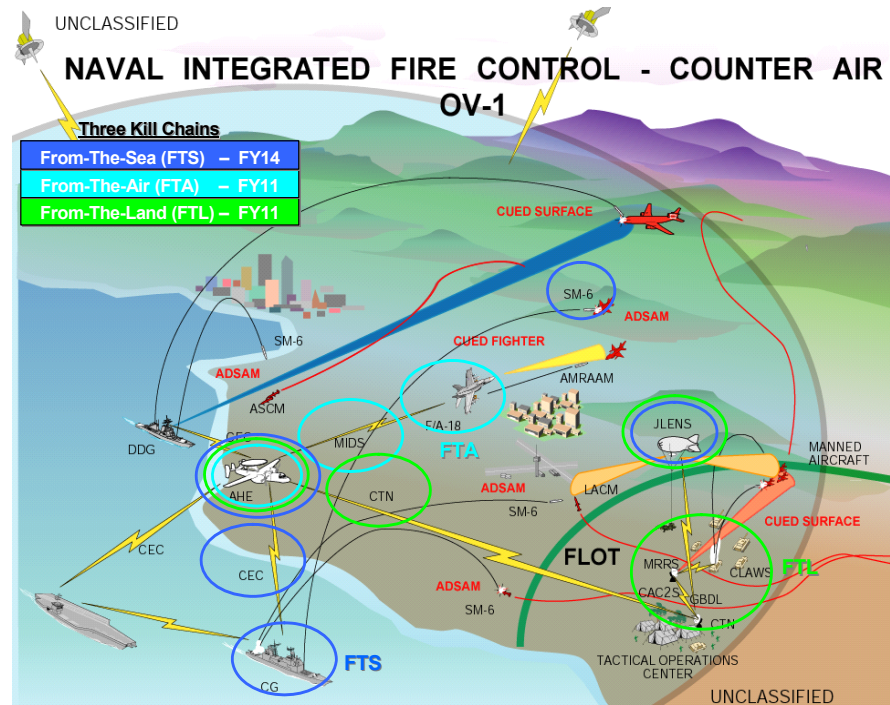 UNCLASSIFIED
NAVAL INTEGRATED FIRE CONTROL - COUNTER AIR
OV-1
Three Kill Chains
From-The-Sea (FTS) – FY14
From-The-Air (FTA) – FY11
From-The-Land (FTL) – FY11
CUED SURFACE
SM-6
ADSAM
SM-6
CUED FIGHTER
ADSAM
AMRAAM
ASCM
F/A-18
JLENS
DDG
CEC
MIDS
FTA
MANNED
AIRCRAFT
AHE
CTN
ADSAM
LACM
SM-6
CUED SURFACE
CEC
CEC
FLOT
MRRS
CLAWS
FTL
ADSAM
CAC2S
GBDL
SM-6
CTN
FTS
TACTICAL OPERATIONS
CENTER
CG
UNCLASSIFIED